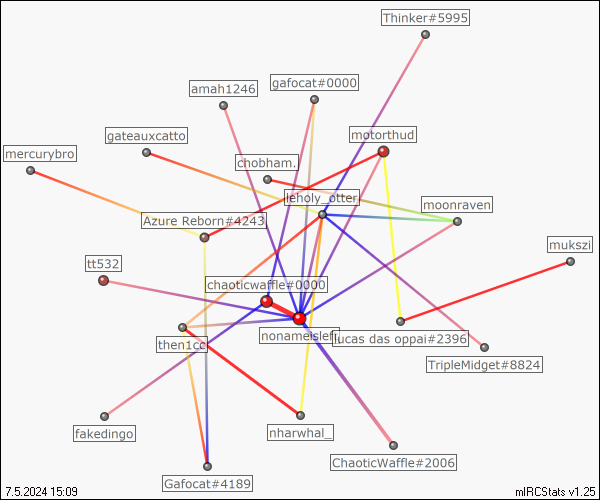 Thinker#5995
gafocat#0000
amah1246
motorthud
gateauxcatto
mercurybro
chobham.
leholy_otter
moonraven
Azure Reborn#4243
mukszi
tt532
chaoticwaffle#0000
nonameisleft
then1cc
lucas das oppai#2396
TripleMidget#8824
fakedingo
nharwhal_
ChaoticWaffle#2006
Gafocat#4189
7.5.2024 15:09
mIRCStats v1.25